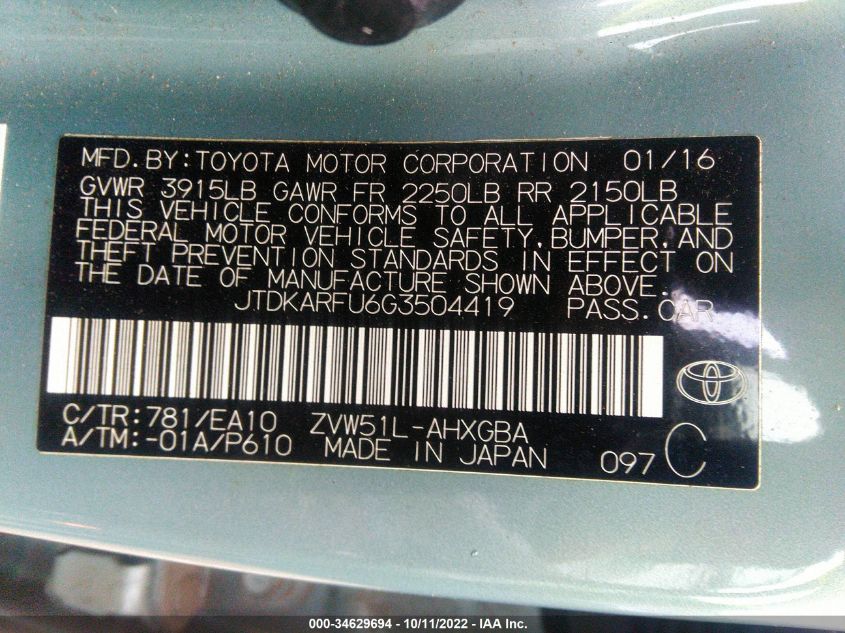 MFD. BY: TOYOTA MOTOR CORPORATION 01/16
GVWR 3915LB GAWR FR 2250LB RR 2150LB
THIS VEHICLE CONFORMS TO ALL APPLICABLE
FEDERAL MOTOR VEHICLE SAFETY, BUMPER, AND
THEFT PREVENTION STANDARDS IN EFFECT ON
THE DATE OF MANUFACTURE SHOWN ABOVE.
JTDKARFU6G3504419 PASS. CAR
C/TR: 781/EA10 ZVW51L-AHXGBA
A/TM: -01A/P610 MADE IN JAPAN 097 C
000-34629694 - 10/11/2022 - IAA Inc.